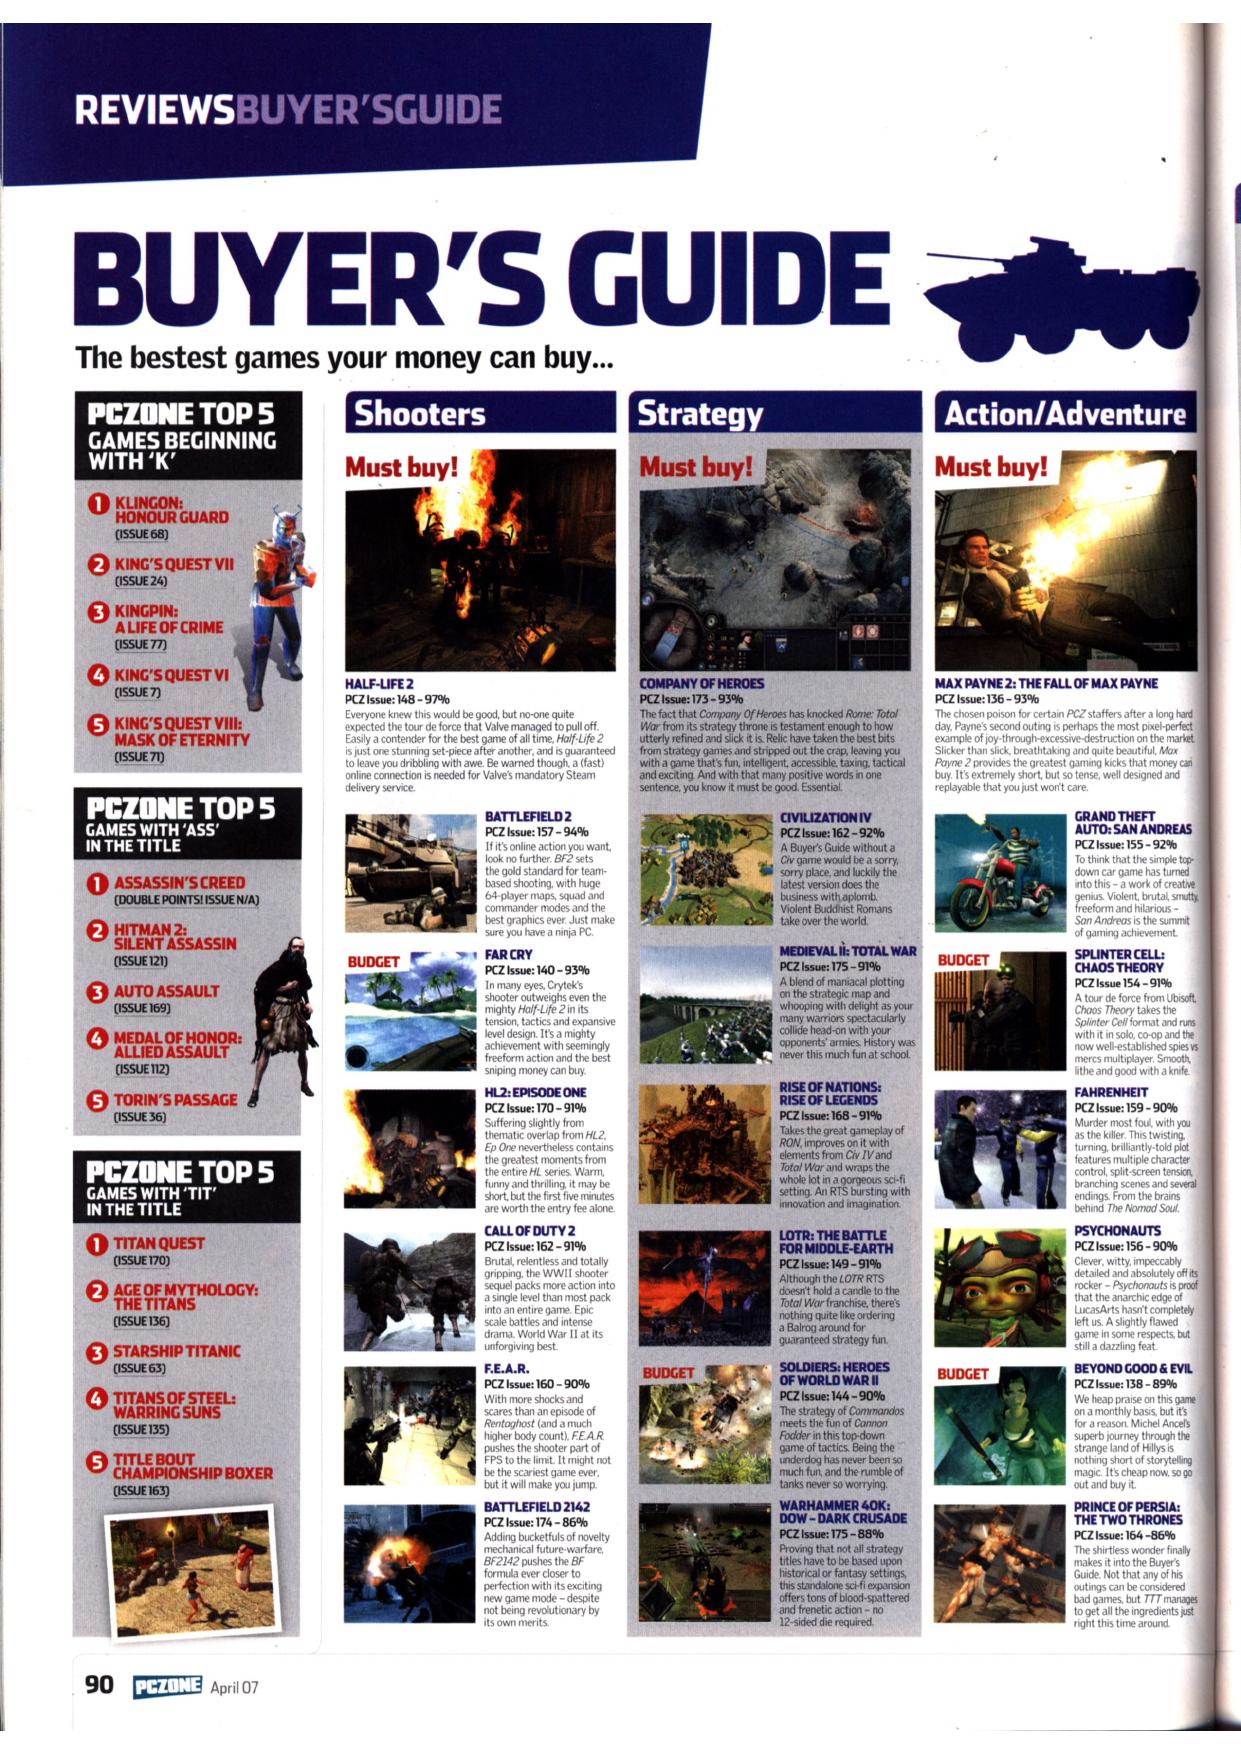 REVIEWSBUYER'SGUIDE
BUYER'S GUIDE
The bestest games your money can buy...
PCZONE TOP 5
GAMES BEGINNING
WITH 'K'
1 KLINGON:
HONOUR GUARD
(ISSUE 68)
2 KING'S QUEST VII
(ISSUE 24)
3 KINGPIN:
A LIFE OF CRIME
(ISSUE 77)
4 KING'S QUEST VI
(ISSUE 7)
5 KING'S QUEST VIII:
MASK OF ETERNITY
(ISSUE 71)
PCZONE TOP 5
GAMES WITH 'ASS'
IN THE TITLE
1 ASSASSIN'S CREED
(DOUBLE POINTS! ISSUE N/A)
2 HITMAN 2:
SILENT ASSASSIN
(ISSUE 121)
3 AUTO ASSAULT
(ISSUE 169)
4 MEDAL OF HONOR:
ALLIED ASSAULT
(ISSUE 112)
5 TORIN'S PASSAGE
(ISSUE 36)
PCZONE TOP 5
GAMES WITH 'TIT'
IN THE TITLE
1 TITAN QUEST
(ISSUE 170)
2 AGE OF MYTHOLOGY:
THE TITANS
(ISSUE 136)
3 STARSHIP TITANIC
(ISSUE 63)
4 TITANS OF STEEL:
WARRING SUNS
(ISSUE 135)
5 TITLE BOUT
CHAMPIONSHIP BOXER
(ISSUE 163)
Shooters
Must buy!
HALF-LIFE 2
PCZ Issue: 148 – 97%
Everyone knew this would be good, but no-one quite
expected the tour de force that Valve managed to pull off.
Easily a contender for the best game of all time, Half-Life 2
is just one stunning set-piece after another, and is guaranteed
to leave you dribbling with awe. Be warned though, a (fast)
online connection is needed for Valve's mandatory Steam
delivery service.
BATTLEFIELD 2
PCZ Issue: 157 – 94%
If it's online action you want,
look no further. BF2 sets
the gold standard for team-
based shooting, with huge
64-player maps, squad and
commander modes and the
best graphics ever. Just make
sure you have a ninja PC.
BUDGET
FAR CRY
PCZ Issue: 140 – 93%
In many eyes, Crytek's
shooter outweighs even the
mighty Half-Life 2 in its
tension, tactics and expansive
level design. It's a mighty
achievement with seemingly
freeform action and the best
sniping money can buy.
HL2: EPISODE ONE
PCZ Issue: 170 – 91%
Suffering slightly from
thematic overlap from HL2,
Ep One nevertheless contains
the greatest moments from
the entire HL series. Warm,
funny and thrilling, it may be
short, but the first five minutes
are worth the entry fee alone.
CALL OF DUTY 2
PCZ Issue: 162 – 91%
Brutal, relentless and totally
gripping, the WWII shooter
sequel packs more action into
a single level than most pack
into an entire game. Epic
scale battles and intense
drama. World War II at its
unforgiving best.
F.E.A.R.
PCZ Issue: 160 – 90%
With more shocks and
scares than an episode of
Rentaghost (and a much
higher body count), F.E.A.R.
pushes the shooter part of
FPS to the limit. It might not
be the scariest game ever,
but it will make you jump.
BATTLEFIELD 2142
PCZ Issue: 174 – 86%
Adding bucketfuls of novelty
mechanical future-warfare,
BF2142 pushes the BF
formula ever closer to
perfection with its exciting
new game mode – despite
not being revolutionary by
its own merits.
Strategy
Must buy!
COMPANY OF HEROES
PCZ Issue: 173 – 93%
The fact that Company Of Heroes has knocked Rome: Total
War from its strategy throne is testament enough to how
utterly refined and slick it is. Relic have taken the best bits
from strategy games and stripped out the crap, leaving you
with a game that's fun, intelligent, accessible, taxing, tactical
and exciting. And with that many positive words in one
sentence, you know it must be good. Essential.
CIVILIZATION IV
PCZ Issue: 162 – 92%
A Buyer's Guide without a
Civ game would be a sorry,
sorry place, and luckily the
latest version does the
business with aplomb.
Violent Buddhist Romans
take over the world.
MEDIEVAL II: TOTAL WAR
PCZ Issue: 175 – 91%
A blend of maniacal plotting
on the strategic map and
whooping with delight as your
many warriors spectacularly
collide head-on with your
opponents' armies. History was
never this much fun at school.
RISE OF NATIONS:
RISE OF LEGENDS
PCZ Issue: 168 – 91%
Takes the great gameplay of
RON, improves on it with
elements from Civ IV and
Total War and wraps the
whole lot in a gorgeous sci-fi
setting. An RTS bursting with
innovation and imagination.
LOTR: THE BATTLE
FOR MIDDLE-EARTH
PCZ Issue: 149 – 91%
Although the LOTR RTS
doesn't hold a candle to the
Total War franchise, there's
nothing quite like ordering
a Balrog around for
guaranteed strategy fun.
BUDGET
SOLDIERS: HEROES
OF WORLD WAR II
PCZ Issue: 144 – 90%
The strategy of Commandos
meets the fun of Cannon
Fodder in this top-down
game of tactics. Being the
underdog has never been so
much fun, and the rumble of
tanks never so worrying.
WARHAMMER 40K:
DOW – DARK CRUSADE
PCZ Issue: 175 – 88%
Proving that not all strategy
titles have to be based upon
historical or fantasy settings,
this standalone sci-fi expansion
offers tons of blood-spattered
and frenetic action – no
12-sided die required.
Action/Adventure
Must buy!
MAX PAYNE 2: THE FALL OF MAX PAYNE
PCZ Issue: 136 – 93%
The chosen poison for certain PCZ staffers after a long hard
day, Payne's second outing is perhaps the most pixel-perfect
example of joy-through-excessive-destruction on the market.
Slicker than slick, breathtaking and quite beautiful, Max
Payne 2 provides the greatest gaming kicks that money can
buy. It's extremely short, but so tense, well designed and
replayable that you just won't care.
GRAND THEFT
AUTO: SAN ANDREAS
PCZ Issue: 155 – 92%
To think that the simple top-
down car game has turned
into this – a work of creative
genius. Violent, brutal, smutty,
freeform and hilarious –
San Andreas is the summit
of gaming achievement.
BUDGET
SPLINTER CELL:
CHAOS THEORY
PCZ Issue 154 – 91%
A tour de force from Ubisoft,
Chaos Theory takes the
Splinter Cell format and runs
with it in solo, co-op and the
now well-established spies vs
mercs multiplayer. Smooth,
lithe and good with a knife.
FAHRENHEIT
PCZ Issue: 159 – 90%
Murder most foul, with you
as the killer. This twisting,
turning, brilliantly-told plot
features multiple character
control, split-screen tension,
branching scenes and several
endings. From the brains
behind The Nomad Soul.
PSYCHONAUTS
PCZ Issue: 156 – 90%
Clever, witty, impeccably
detailed and absolutely off its
rocker – Psychonauts is proof
that the anarchic edge of
LucasArts hasn't completely
left us. A slightly flawed
game in some respects, but
still a dazzling feat.
BUDGET
BEYOND GOOD & EVIL
PCZ Issue: 138 – 89%
We heap praise on this game
on a monthly basis, but it's
for a reason. Michel Ancel's
superb journey through the
strange land of Hillys is
nothing short of storytelling
magic. It's cheap now, so go
out and buy it.
PRINCE OF PERSIA:
THE TWO THRONES
PCZ Issue: 164 – 86%
The shirtless wonder finally
makes it into the Buyer's
Guide. Not that any of his
outings can be considered
bad games, but TTT manages
to get all the ingredients just
right this time around.
90 PCZONE April 07